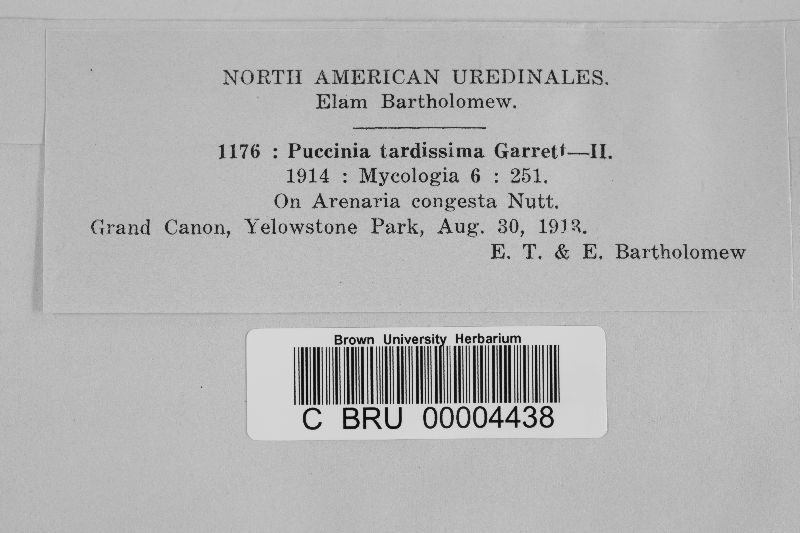 NORTH AMERICAN UREDINALES.
Elam Bartholomew.
1176 : Puccinia tardissima Garrett—II.
1914 : Mycologia 6 : 251.
On Arenaria congesta Nutt.
Grand Canon, Yelowstone Park, Aug. 30, 1913.
E. T. & E. Bartholomew
Brown University Herbarium
C BRU 00004438